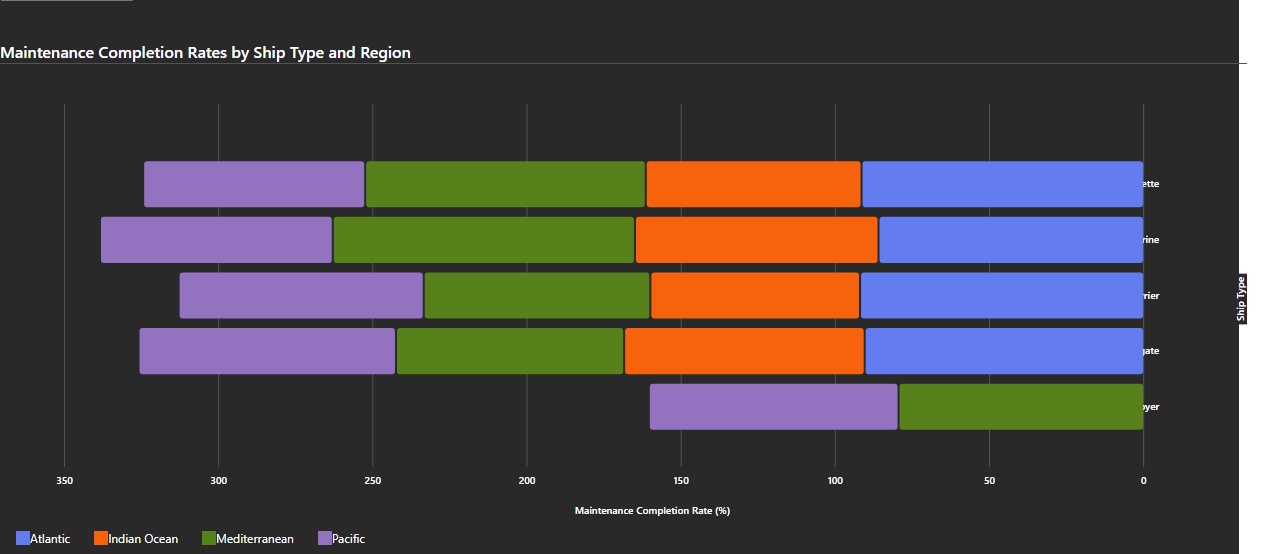 Maintenance Completion Rates by Ship Type and Region
ette
rine
rrier
gate
oyer
Ship Type
350 300 250 200 150 100 50 0
Maintenance Completion Rate (%)
Atlantic Indian Ocean Mediterranean Pacific